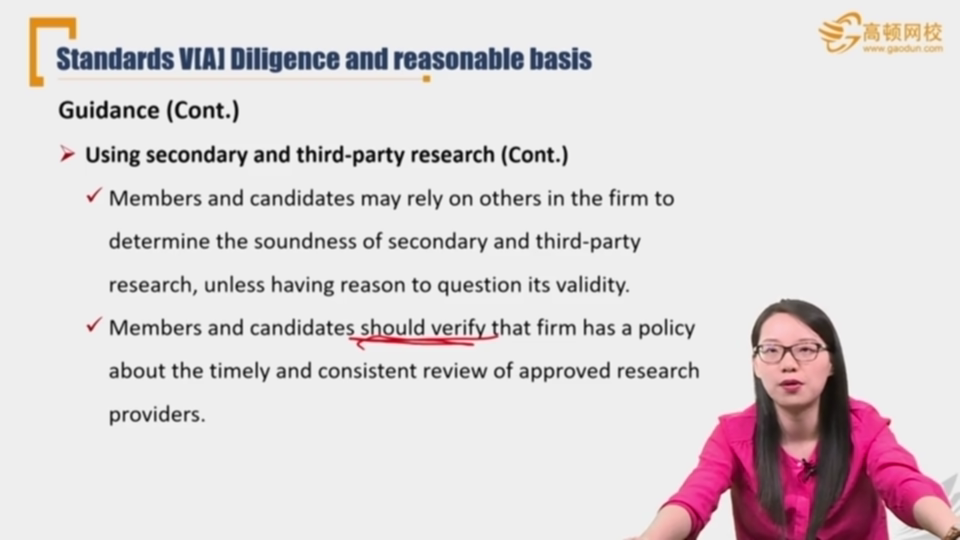 高顿网校
www.gaodun.com
Standards V[A] Diligence and reasonable basis
Guidance (Cont.)
Using secondary and third-party research (Cont.)
Members and candidates may rely on others in the firm to
determine the soundness of secondary and third-party
research, unless having reason to question its validity.
Members and candidates should verify that firm has a policy
about the timely and consistent review of approved research
providers.